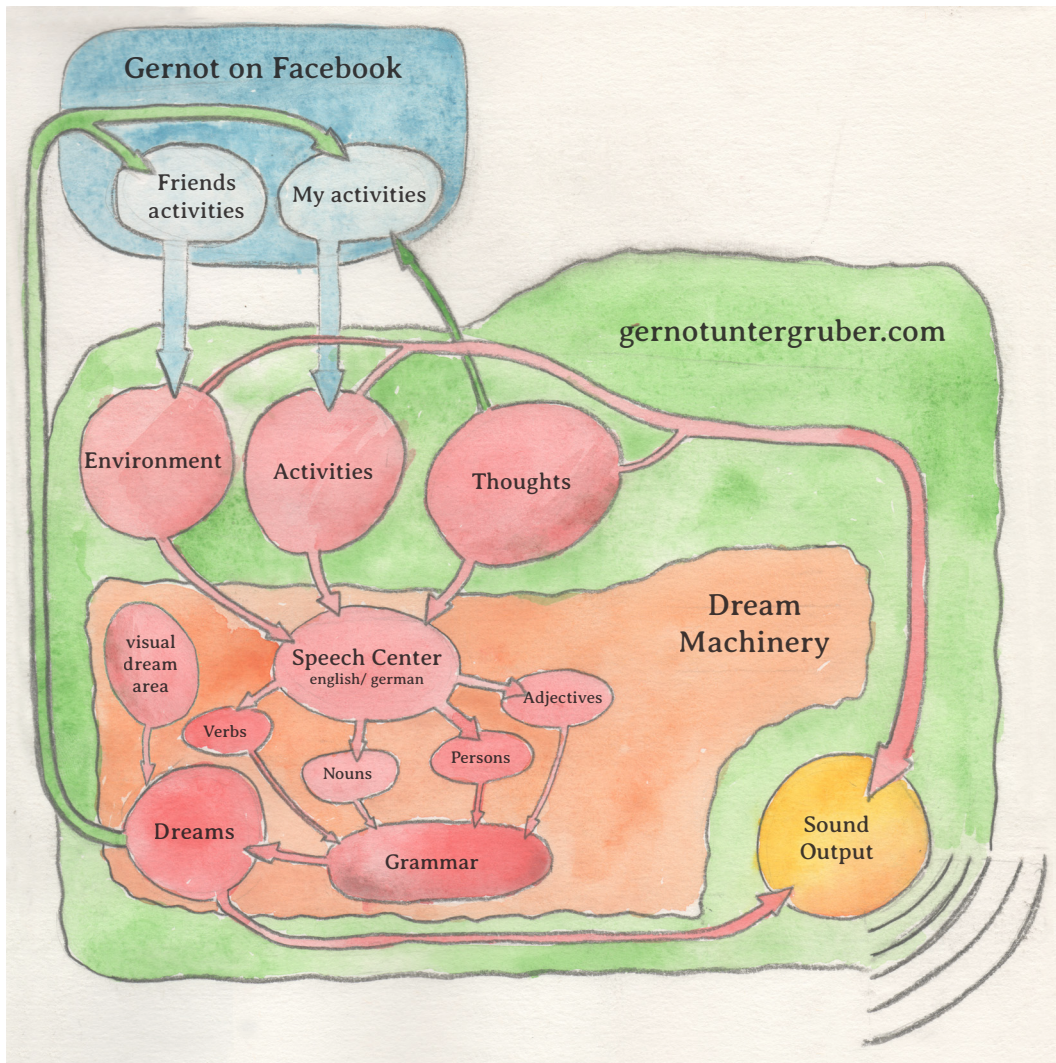 Gernot on Facebook
Friends
activities
My activities
gernotuntergruber.com
Environment
Activities
Thoughts
Dream
Machinery
visual
dream
area
Speech Center
english/ german
Adjectives
Verbs
Nouns
Persons
Dreams
Grammar
Sound
Output